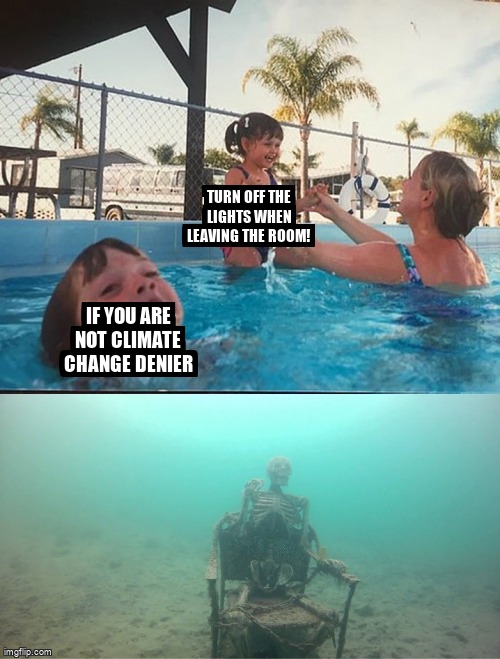 TURN OFF THE
LIGHTS WHEN
LEAVING THE ROOM!
IF YOU ARE
NOT CLIMATE
CHANGE DENIER
imgflip.com